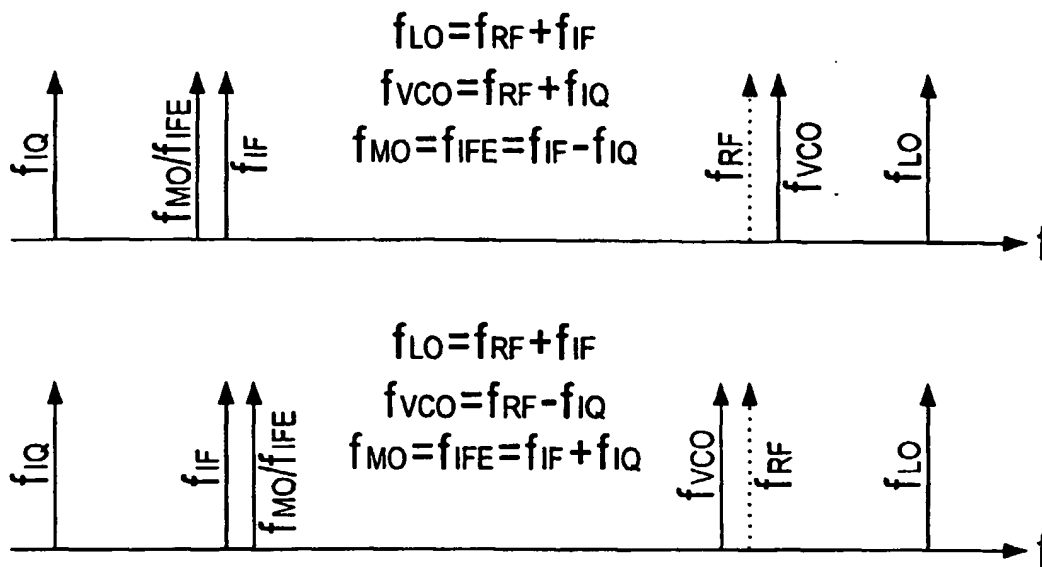 fLO=fRF+fIF
fVCO=fRF+fIQ
fMO=fIFE=fIF-fIQ
fIQ
fMO/fIFE
fIF
fRF
fVCO
fLO
f
fLO=fRF+fIF
fVCO=fRF-fIQ
fMO=fIFE=fIF+fIQ
fIQ
fIF
fMO/fIFE
fVCO
fRF
fLO
f